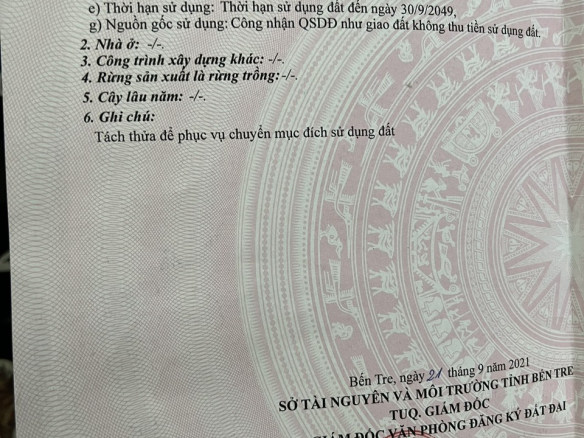 e) Thời hạn sử dụng: Thời hạn sử dụng đất đến ngày 30/9/2049,
g) Nguồn gốc sử dụng: Công nhận QSDĐ như giao đất không thu tiền sử dụng đất.
2. Nhà ở: -/-.
3. Công trình xây dựng khác: -/-.
4. Rừng sản xuất là rừng trồng:-/-.
5. Cây lâu năm: -/-.
6. Ghi chú:
Tách thửa để phục vụ chuyển mục đích sử dụng đất
Bến Tre, ngày 21 tháng 9 năm 2021
SỞ TÀI NGUYÊN VÀ MÔI TRƯỜNG TỈNH BẾN TRE
TUQ. GIÁM ĐỐC
GIÁM ĐỐC VĂN PHÒNG ĐĂNG KÝ ĐẤT ĐAI